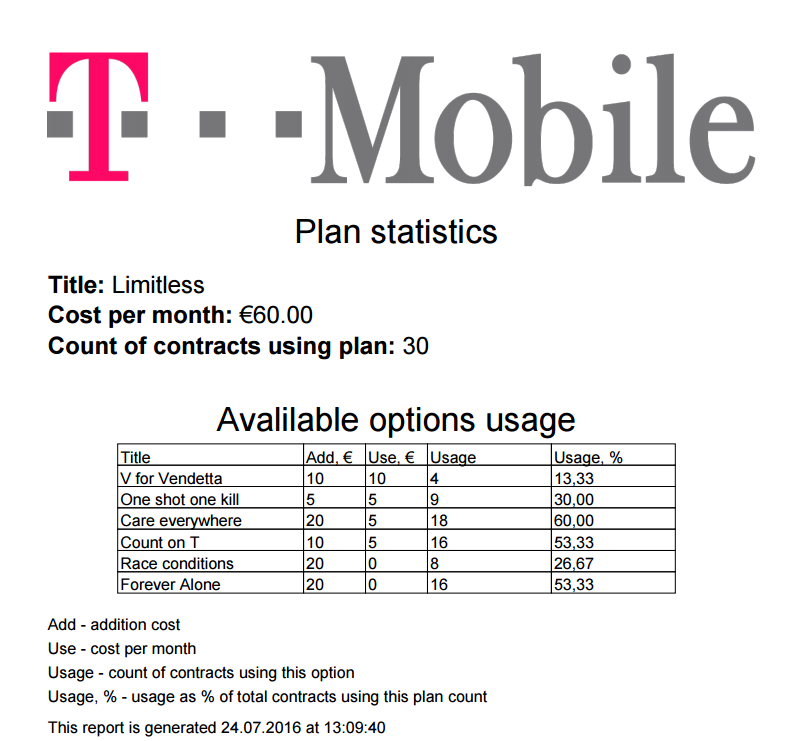 T Mobile
Plan statistics
Title: Limitless
Cost per month: €60.00
Count of contracts using plan: 30
Avalilable options usage
Title Add, € Use, € Usage Usage, %
V for Vendetta 10 10 4 13,33
One shot one kill 5 5 9 30,00
Care everywhere 20 5 18 60,00
Count on T 10 5 16 53,33
Race conditions 20 0 8 26,67
Forever Alone 20 0 16 53,33
Add - addition cost
Use - cost per month
Usage - count of contracts using this option
Usage, % - usage as % of total contracts using this plan count
This report is generated 24.07.2016 at 13:09:40